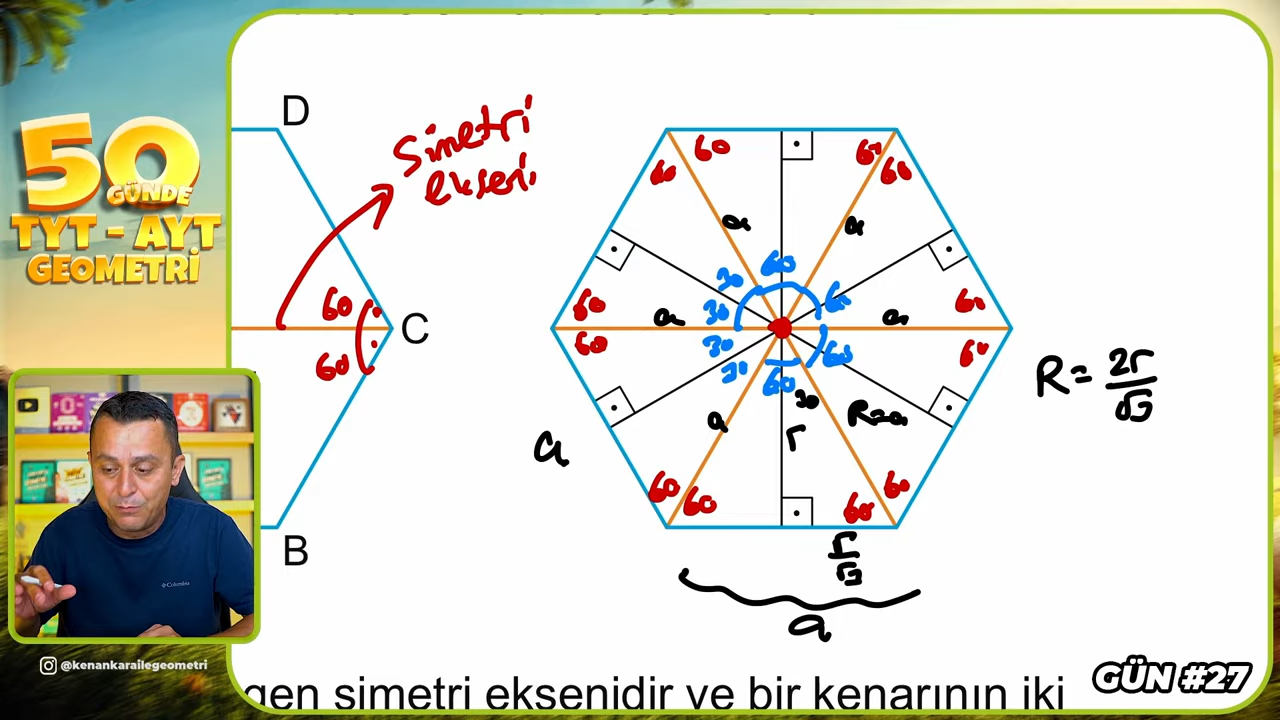 50
GÜNDE
TYT - AYT
GEOMETRİ
D
Simetri
ekseni
60
60
C
B
60
60
60
60
a
a
30
60
30
60
60
60
a
a
60
60
30
30
60
60
30
a
r
R=a
R = 2r
√3
a
60
60
60
60
r
√3
a
gen simetri eksenidir ve bir kenarının iki
GÜN #27
Columbia
@kenankarailegeometri